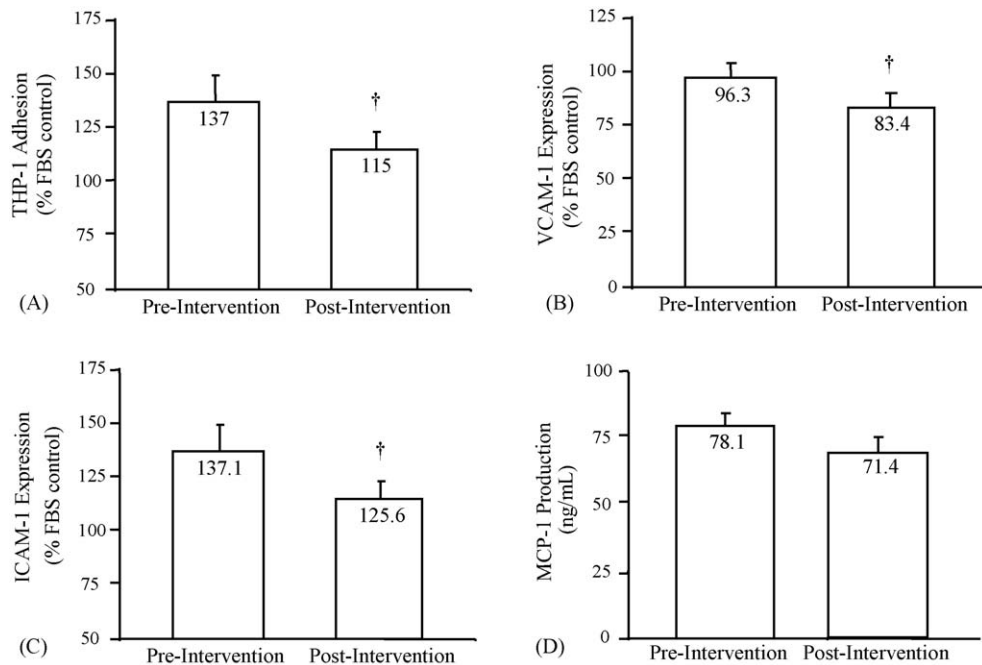 175
150
125
100
75
50
THP-1 Adhesion
(% FBS control)
137
†
115
(A)
Pre-Intervention
Post-Intervention
125
100
75
50
25
0
VCAM-1 Expression
(% FBS control)
96.3
†
83.4
(B)
Pre-Intervention
Post-Intervention
175
150
125
100
75
50
ICAM-1 Expression
(% FBS control)
137.1
†
125.6
(C)
Pre-Intervention
Post-Intervention
100
75
50
25
0
MCP-1 Production
(ng/mL)
78.1
71.4
(D)
Pre-Intervention
Post-Intervention